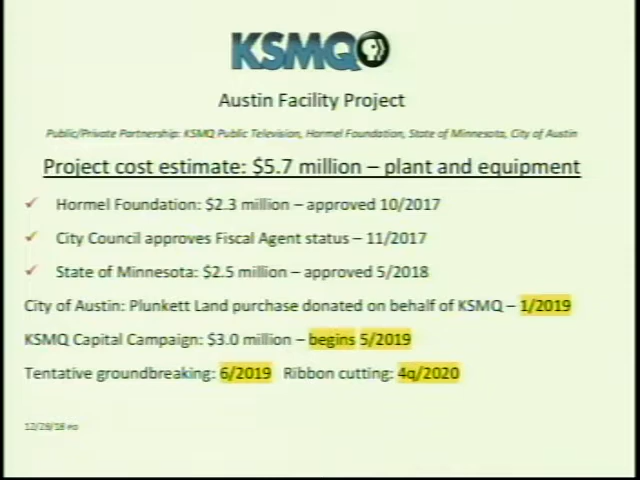 KSMQ
Austin Facility Project
Public/Private Partnership: KSMQ Public Television, Hormel Foundation, State of Minnesota, City of Austin
Project cost estimate: $5.7 million – plant and equipment
✓ Hormel Foundation: $2.3 million – approved 10/2017
✓ City Council approves Fiscal Agent status – 11/2017
✓ State of Minnesota: $2.5 million – approved 5/2018
City of Austin: Plunkett Land purchase donated on behalf of KSMQ – 1/2019
KSMQ Capital Campaign: $3.0 million – begins 5/2019
Tentative groundbreaking: 6/2019 Ribbon cutting: 4q/2020